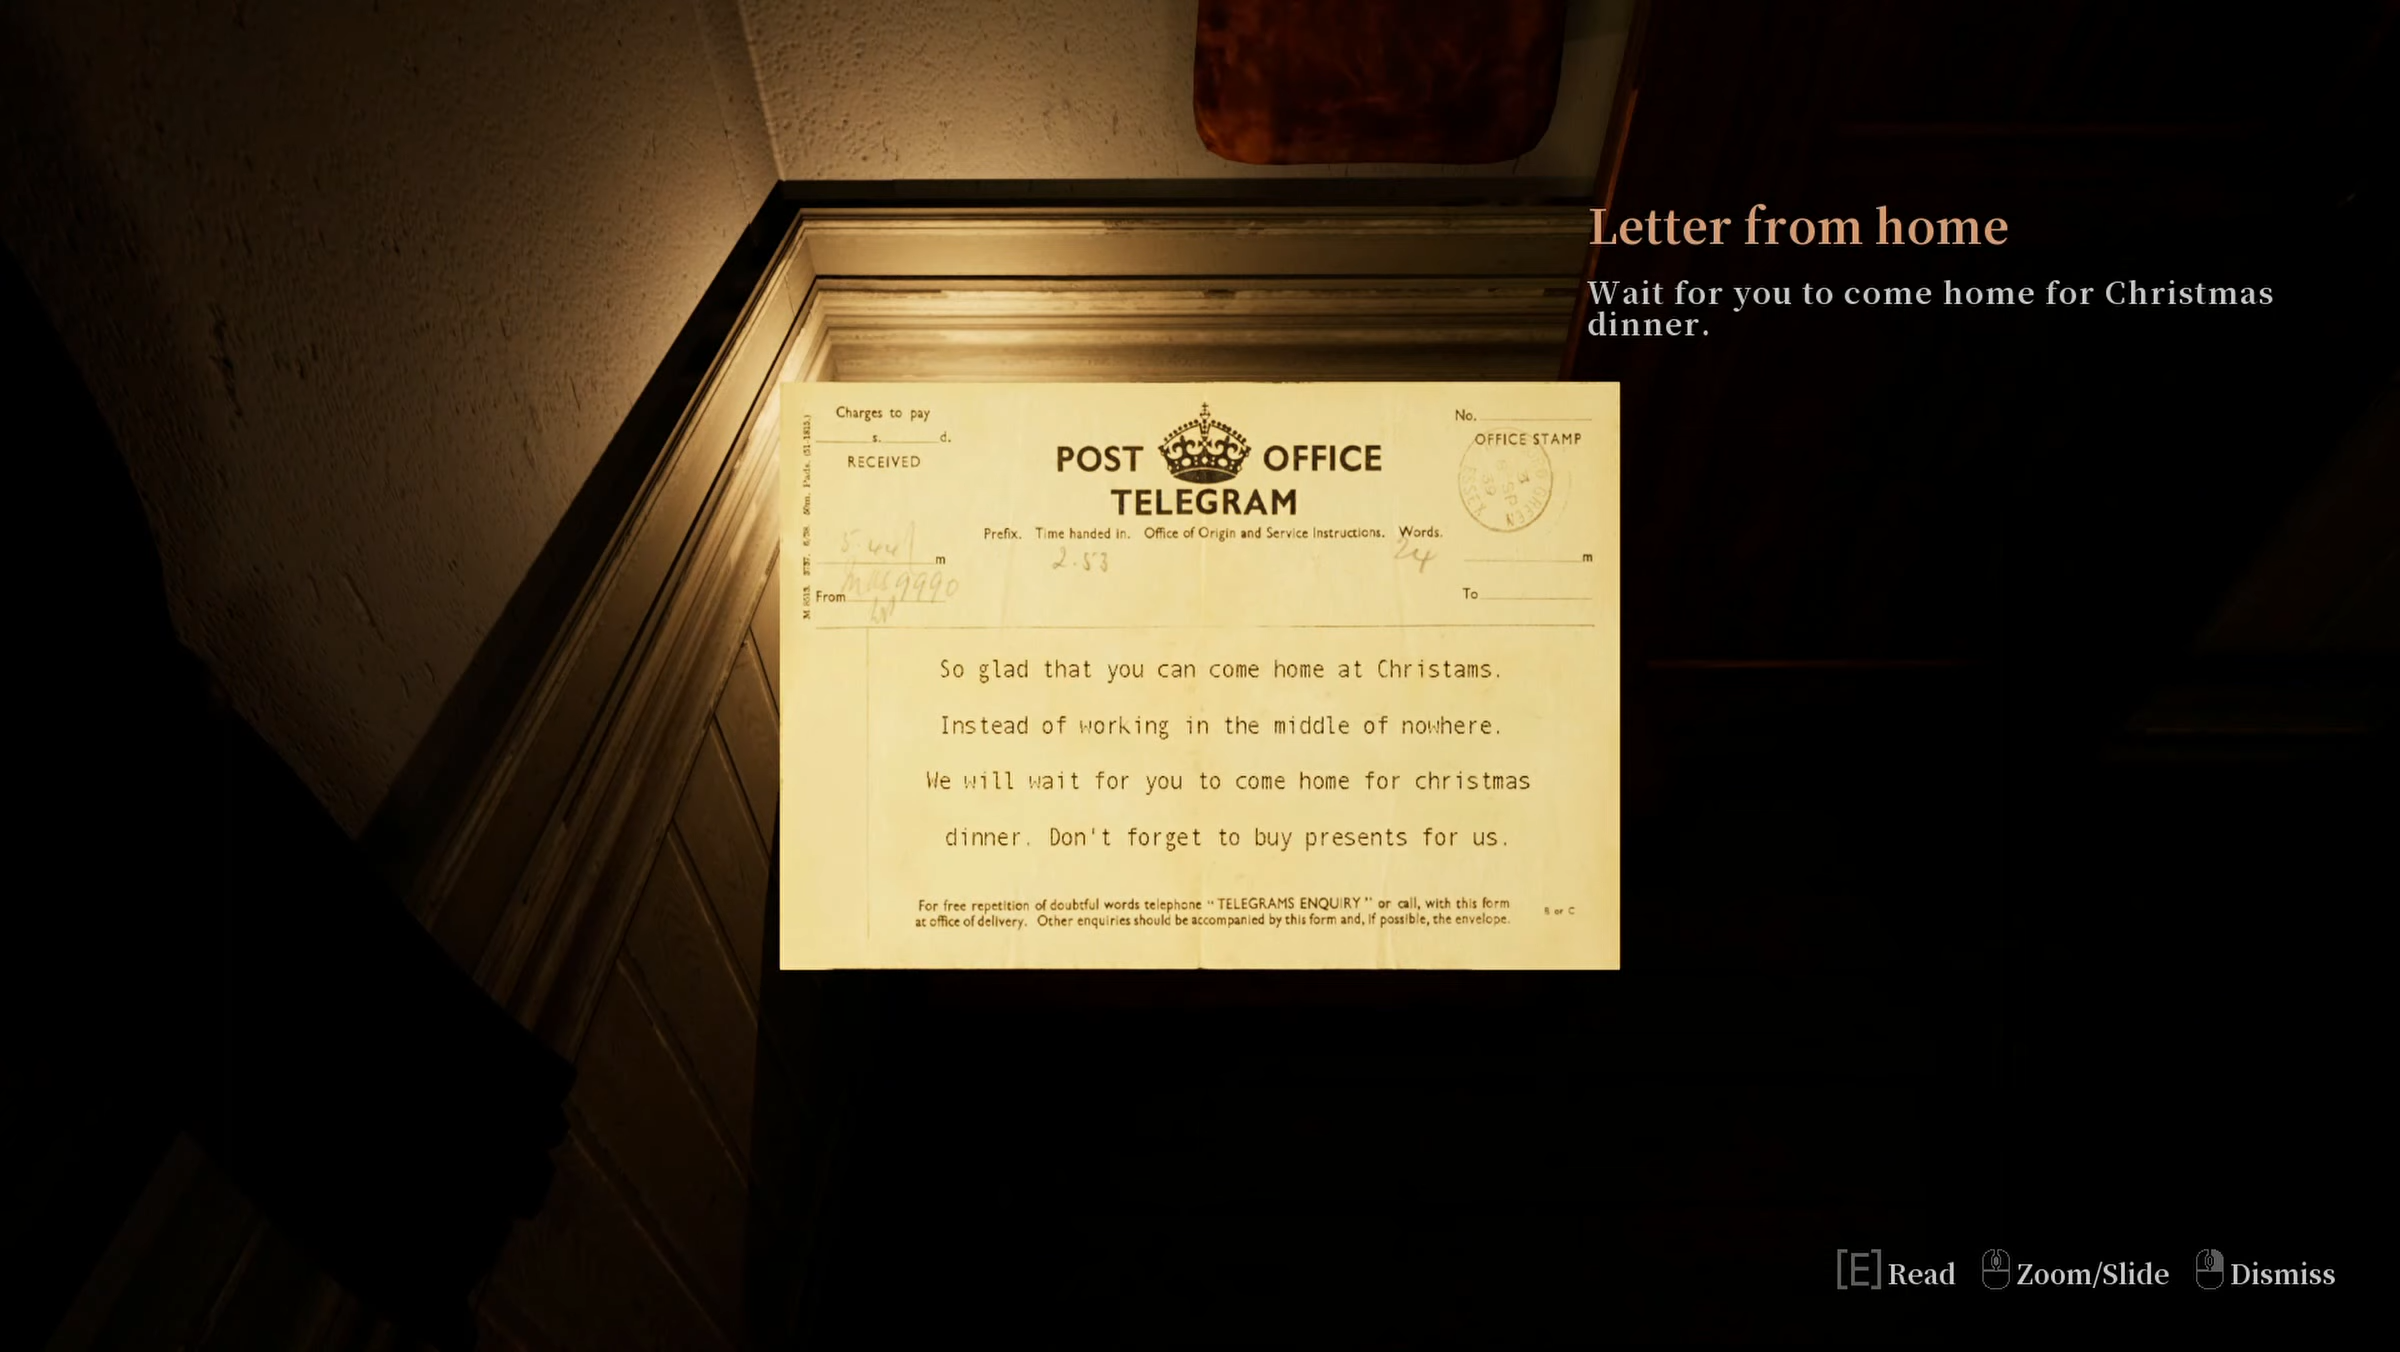 Letter from home
Wait for you to come home for Christmas
dinner.
Charges to pay
s. d.
RECEIVED
POST OFFICE
TELEGRAM
No.
OFFICE STAMP
Prefix. Time handed in. Office of Origin and Service Instructions. Words.
2.53 24
m
From
m
To
So glad that you can come home at Christams.
Instead of working in the middle of nowhere.
We will wait for you to come home for christmas
dinner. Don't forget to buy presents for us.
For free repetition of doubtful words telephone "TELEGRAMS ENQUIRY" or call, with this form
at office of delivery. Other enquiries should be accompanied by this form and, if possible, the envelope.
[E] Read Zoom/Slide Dismiss